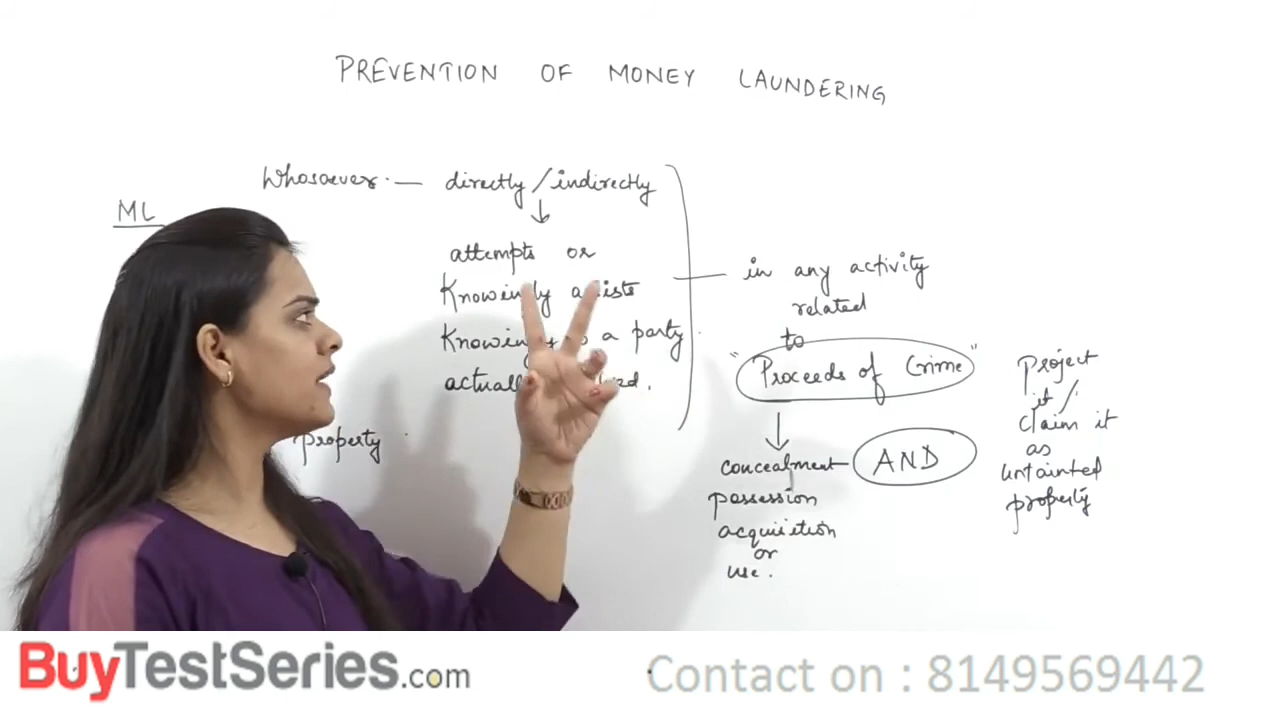 PREVENTION OF MONEY LAUNDERING
Whosoever — directly / indirectly
ML
attempts or
Knowingly
Knowingly a party
in any activity
related
to
"Proceeds of Crime"
Project
it /
claim it
as
untainted
property
property
concealment AND
possession
acquisition
or
use.
BuyTestSeries.com
Contact on : 8149569442